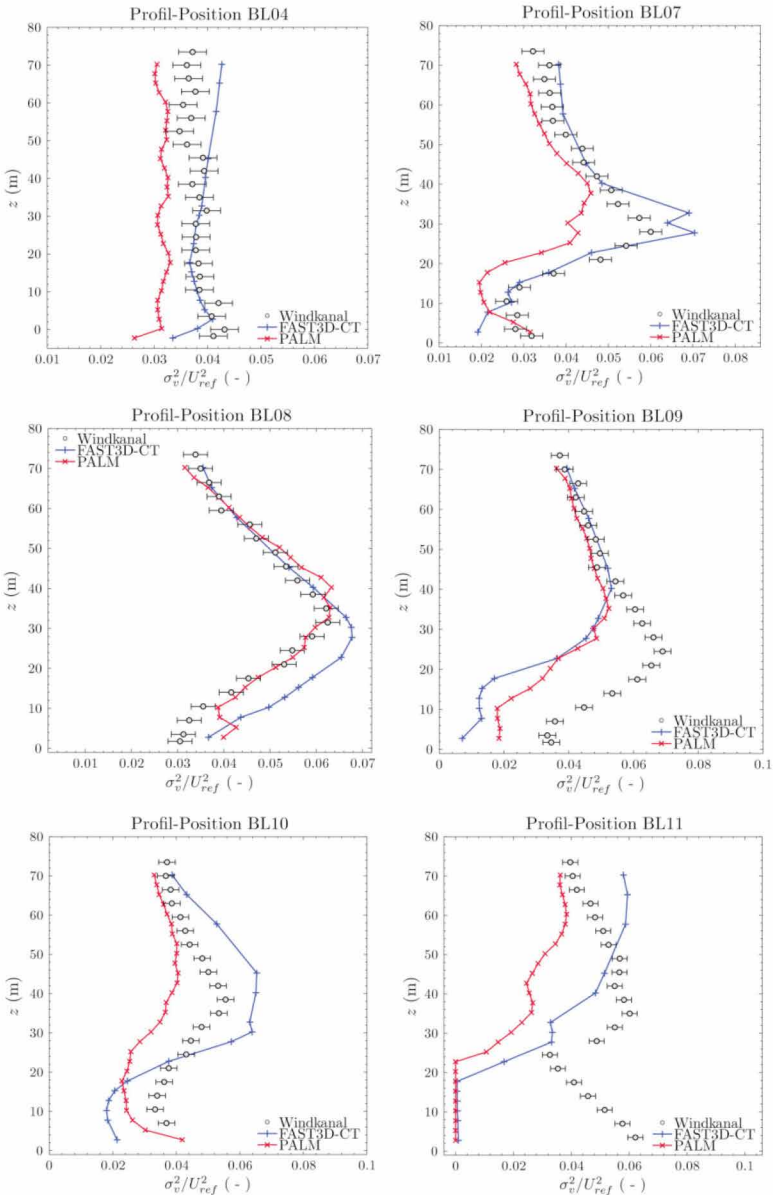 Profil-Position BL04
80
70
60
50
40
30
20
10
0
z (m)
Windkanal
FAST3D-CT
PALM
0.01 0.02 0.03 0.04 0.05 0.06 0.07
σ_v^2/U_ref^2 ( - )
Profil-Position BL07
80
70
60
50
40
30
20
10
0
z (m)
Windkanal
FAST3D-CT
PALM
0.01 0.02 0.03 0.04 0.05 0.06 0.07 0.08
σ_v^2/U_ref^2 ( - )
Profil-Position BL08
Windkanal
FAST3D-CT
PALM
80
70
60
50
40
30
20
10
0
z (m)
0.01 0.02 0.03 0.04 0.05 0.06 0.07
σ_v^2/U_ref^2 ( - )
Profil-Position BL09
80
70
60
50
40
30
20
10
0
z (m)
Windkanal
FAST3D-CT
PALM
0 0.02 0.04 0.06 0.08 0.1
σ_v^2/U_ref^2 ( - )
Profil-Position BL10
80
70
60
50
40
30
20
10
0
z (m)
Windkanal
FAST3D-CT
PALM
0 0.02 0.04 0.06 0.08 0.1
σ_v^2/U_ref^2 ( - )
Profil-Position BL11
80
70
60
50
40
30
20
10
0
z (m)
Windkanal
FAST3D-CT
PALM
0 0.02 0.04 0.06 0.08 0.1
σ_v^2/U_ref^2 ( - )